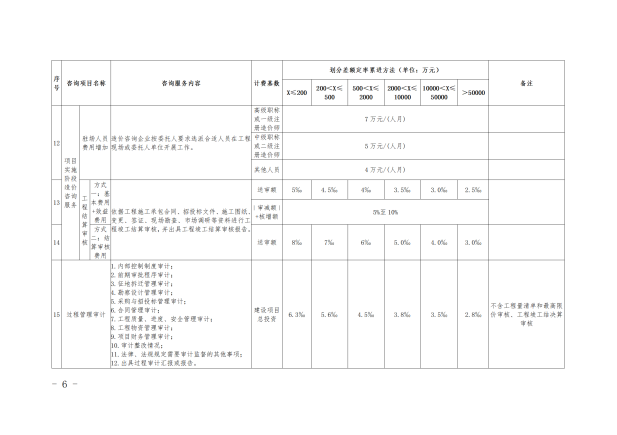 序号
咨询项目名称
咨询服务内容
计费基数
划分差额定率累进方法（单位：万元）
备注
X≤200
200<X≤500
500<X≤2000
2000<X≤10000
10000<X≤50000
>50000
12
项目实施阶段造价咨询服务
驻场人员费用增加
造价咨询企业按委托人要求选派合适人员在工程
现场或委托人单位开展工作。
高级职称或一级注册造价师
7 万元/(人月)
中级职称或二级注册造价师
5 万元/(人月)
其他人员
4 万元/(人月)
13
工程结算审核
方式一：基本费用+效益费用
依据工程施工承包合同、招投标文件、施工图纸、
变更、签证、现场勘量、市场调研等资料进行工
程竣工结算审核，并出具工程竣工结算审核报告。
送审额
5‰
4.5‰
4‰
3.5‰
3.0‰
2.5‰
|审减额|+核增额
5%至 10%
14
方式二：结算审核费用
送审额
8‰
7‰
6‰
5.0‰
4.0‰
3.0‰
15
过程管理审计
1.内部控制制度审计；
2.前期审批程序审计；
3.征地拆迁管理审计；
4.勘察设计管理审计；
5.采购与招投标管理审计；
6.合同管理审计；
7.工程质量、进度、安全管理审计；
8.工程物资管理审计；
9.项目财务管理审计；
10.审计整改情况；
11.法律、法规规定需要审计监督的其他事项；
12.出具过程审计汇报或报告。
建设项目总投资
6.3‰
5.6‰
4.5‰
3.8‰
3.5‰
2.8‰
不含工程量清单和最高限
价审核、工程竣工结决算
审核
- 6 -